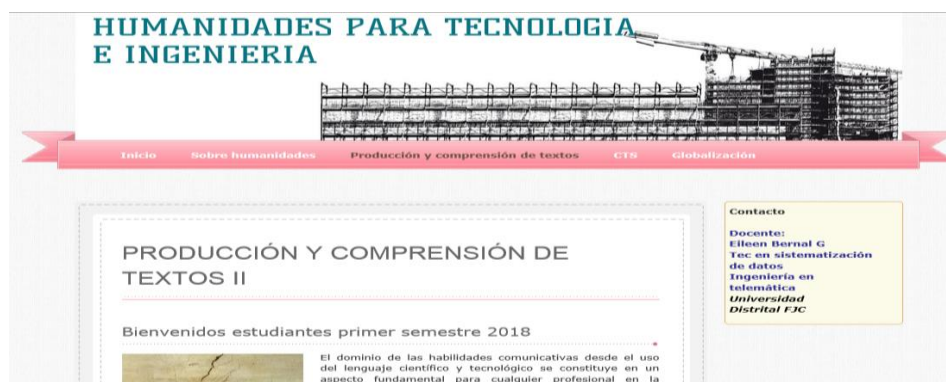 HUMANIDADES PARA TECNOLOGIA
E INGENIERIA
Inicio Sobre humanidades Producción y comprensión de textos CTS Globalización
PRODUCCIÓN Y COMPRENSIÓN DE
TEXTOS II
Bienvenidos estudiantes primer semestre 2018
El dominio de las habilidades comunicativas desde el uso
del lenguaje científico y tecnológico se constituye en un
aspecto fundamental para cualquier profesional en la
Contacto
Docente:
Eileen Bernal G
Tec en sistematización
de datos
Ingeniería en
telemática
Universidad
Distrital FJC